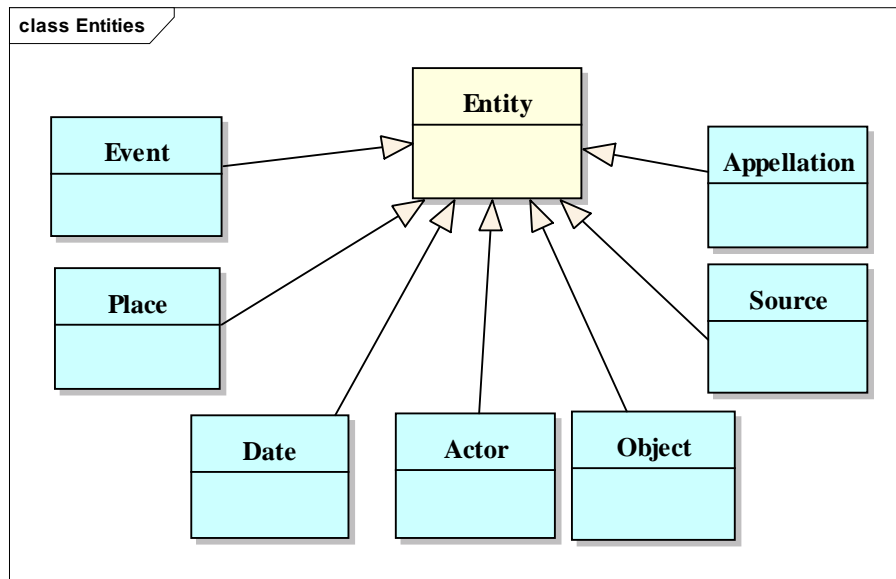 class Entities
Entity
Event
Appellation
Place
Source
Date
Actor
Object